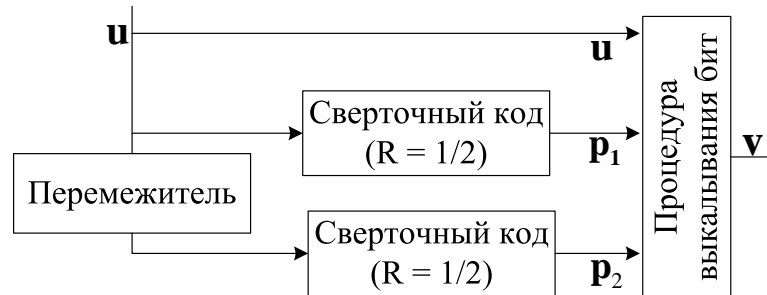 u
u
Сверточный код
(R = 1/2)
p₁
Перемежитель
Сверточный код
(R = 1/2)
p₂
Процедура
выкалывания бит
v